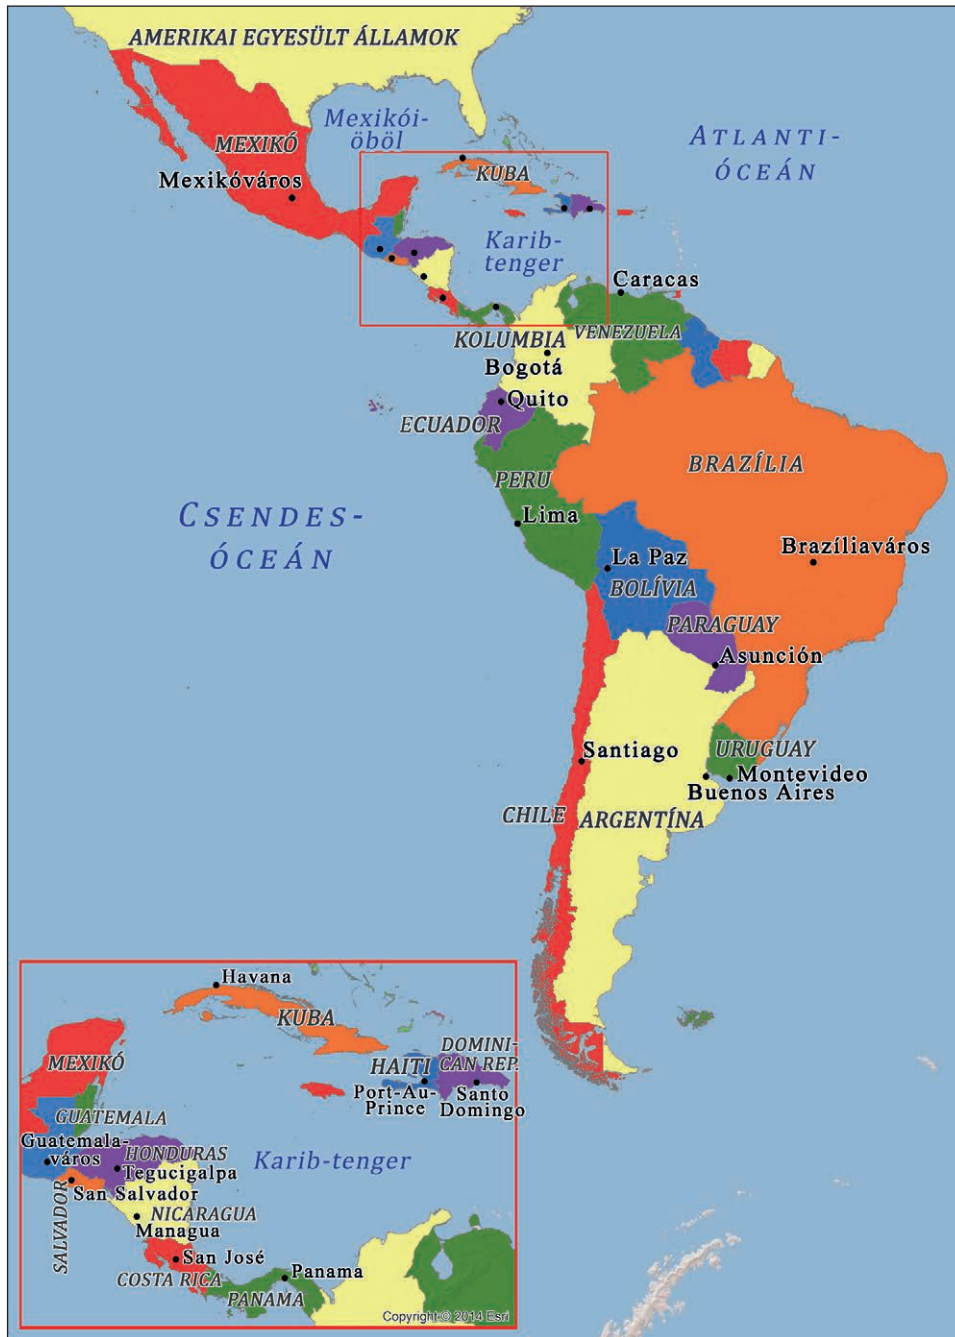 AMERIKAI EGYESÜLT ÁLLAMOK
Mexikói-
öböl
ATLANTI-
ÓCEÁN
MEXIKÓ
Mexikóváros
KUBA
Karib-
tenger
Caracas
VENEZUELA
KOLUMBIA
Bogotá
Quito
ECUADOR
PERU
BRAZÍLIA
CSENDES-
ÓCEÁN
Lima
La Paz
Brazíliaváros
BOLÍVIA
PARAGUAY
Asunción
Santiago
URUGUAY
Montevideo
Buenos Aires
CHILE
ARGENTÍNA
Havana
KUBA
MEXIKÓ
HAITI
DOMINI-
CAN REP.
Port-Au-
Prince
Santo
Domingo
GUATEMALA
Guatemala-
város
HONDURAS
Tegucigalpa
Karib-tenger
San Salvador
SALVADOR
NICARAGUA
Managua
San José
COSTA RICA
Panama
PANAMA
Copyright:© 2014 Esri